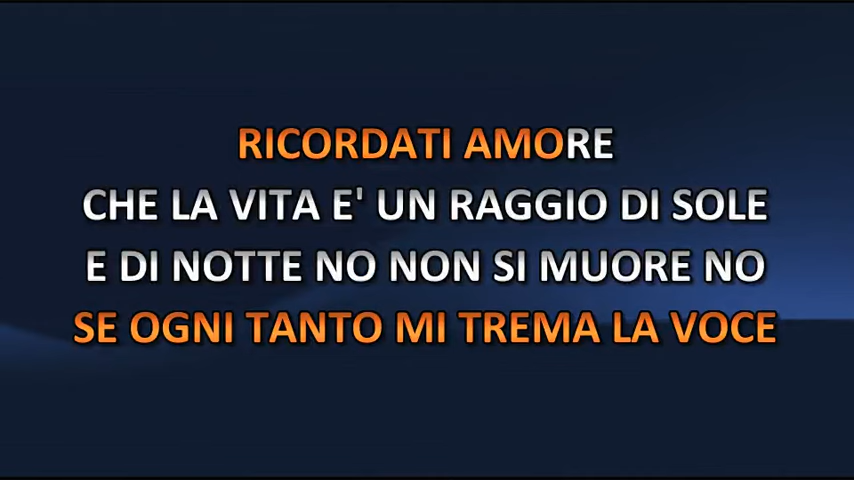 RICORDATI AMORE
CHE LA VITA E' UN RAGGIO DI SOLE
E DI NOTTE NO NON SI MUORE NO
SE OGNI TANTO MI TREMA LA VOCE